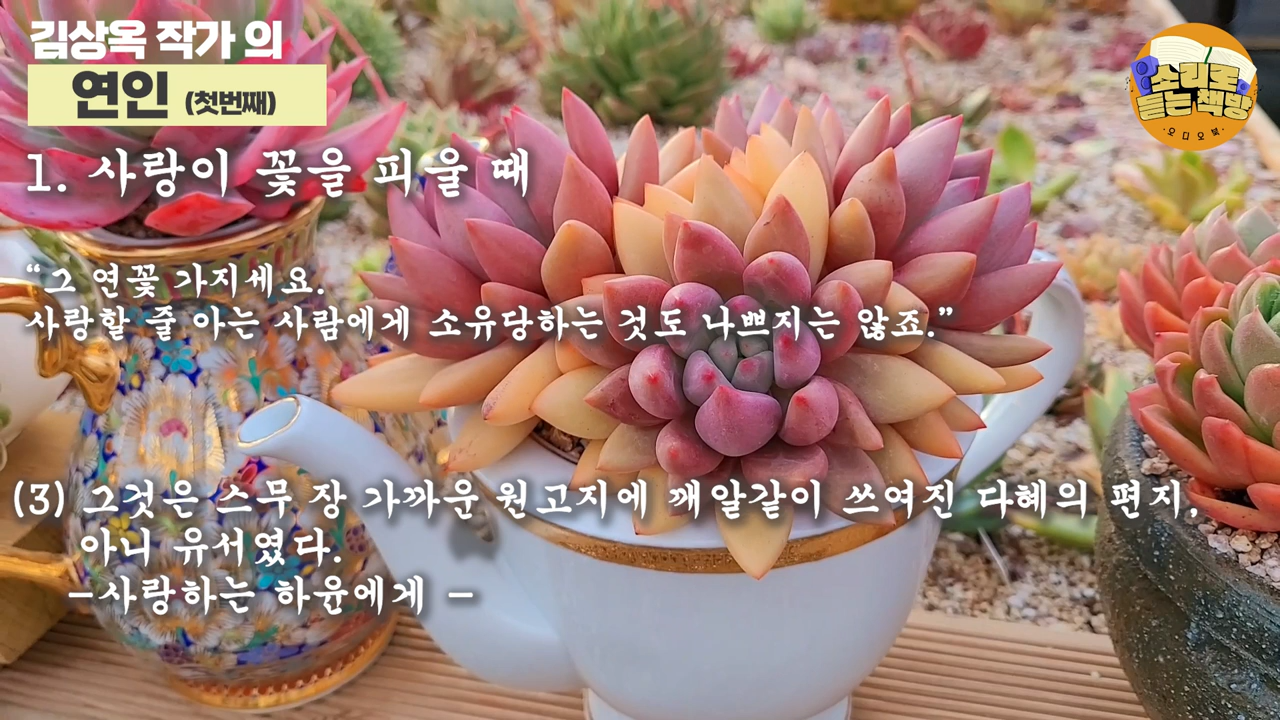 김상옥 작가 의
연인 (첫번째)
소리로
듣는 책방
·오디오북·
1. 사랑이 꽃을 피울 때
“그 연꽃 가지세요.
사랑할 줄 아는 사람에게 소유당하는 것도 나쁘지는 않죠.”
(3) 그것은 스무 장 가까운 원고지에 깨알같이 쓰여진 다혜의 편지,
아니 유서였다.
-사랑하는 하윤에게 -